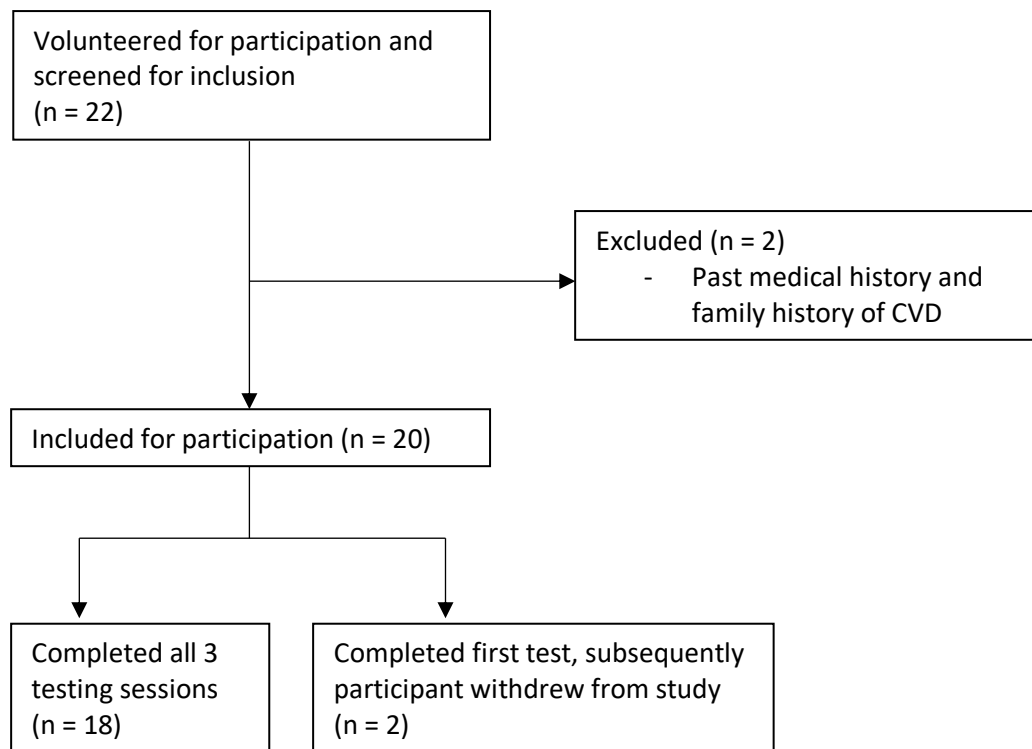 Volunteered for participation and
screened for inclusion
(n = 22)
Excluded (n = 2)
- Past medical history and
family history of CVD
Included for participation (n = 20)
Completed all 3
testing sessions
(n = 18)
Completed first test, subsequently
participant withdrew from study
(n = 2)